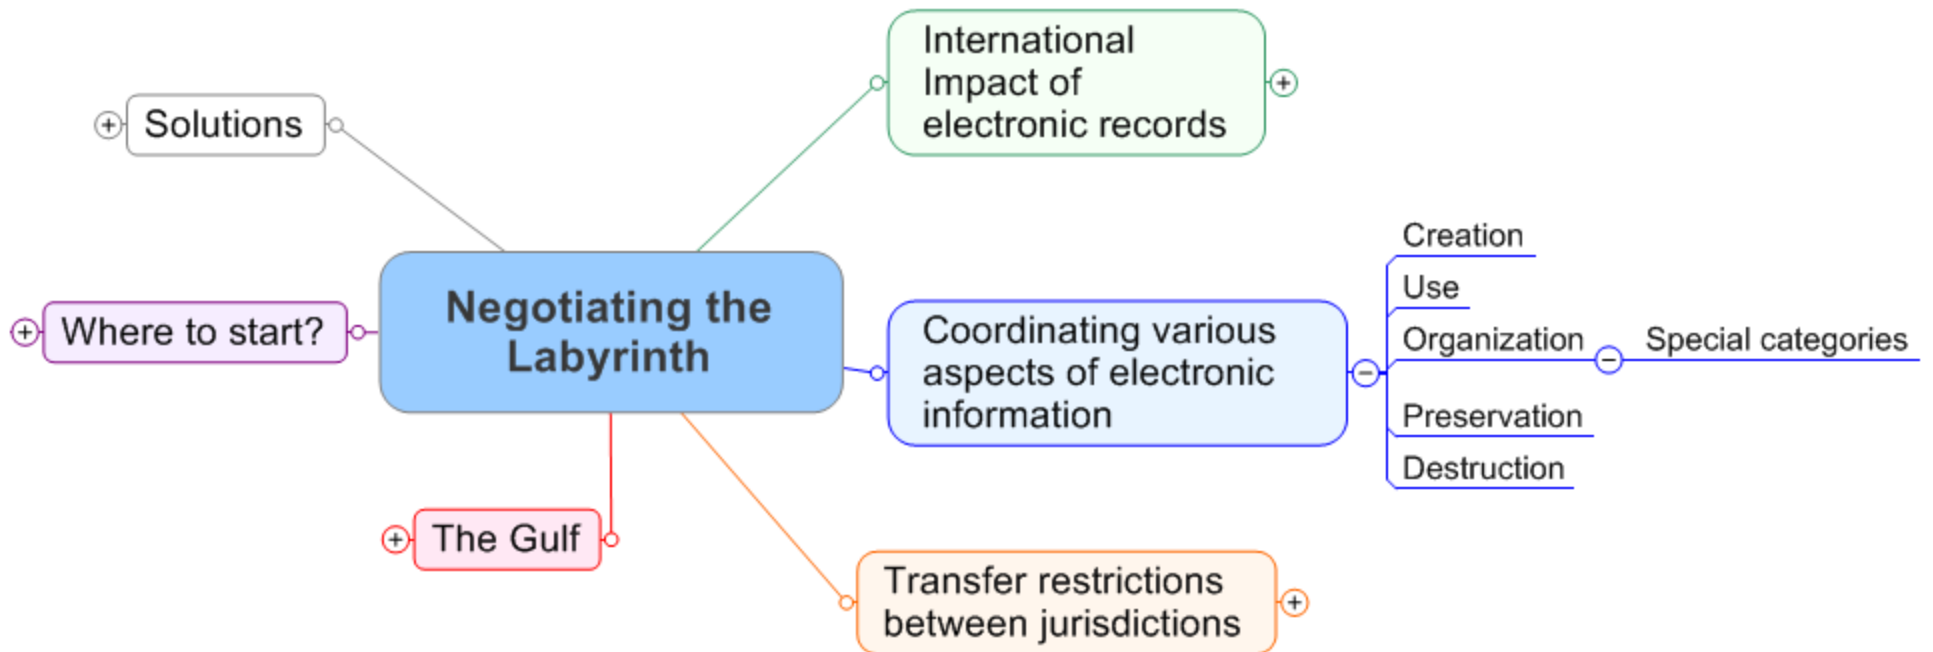 International
Impact of
electronic records
Solutions
Negotiating the
Labyrinth
Where to start?
Coordinating various
aspects of electronic
information
Creation
Use
Organization
Special categories
Preservation
Destruction
The Gulf
Transfer restrictions
between jurisdictions